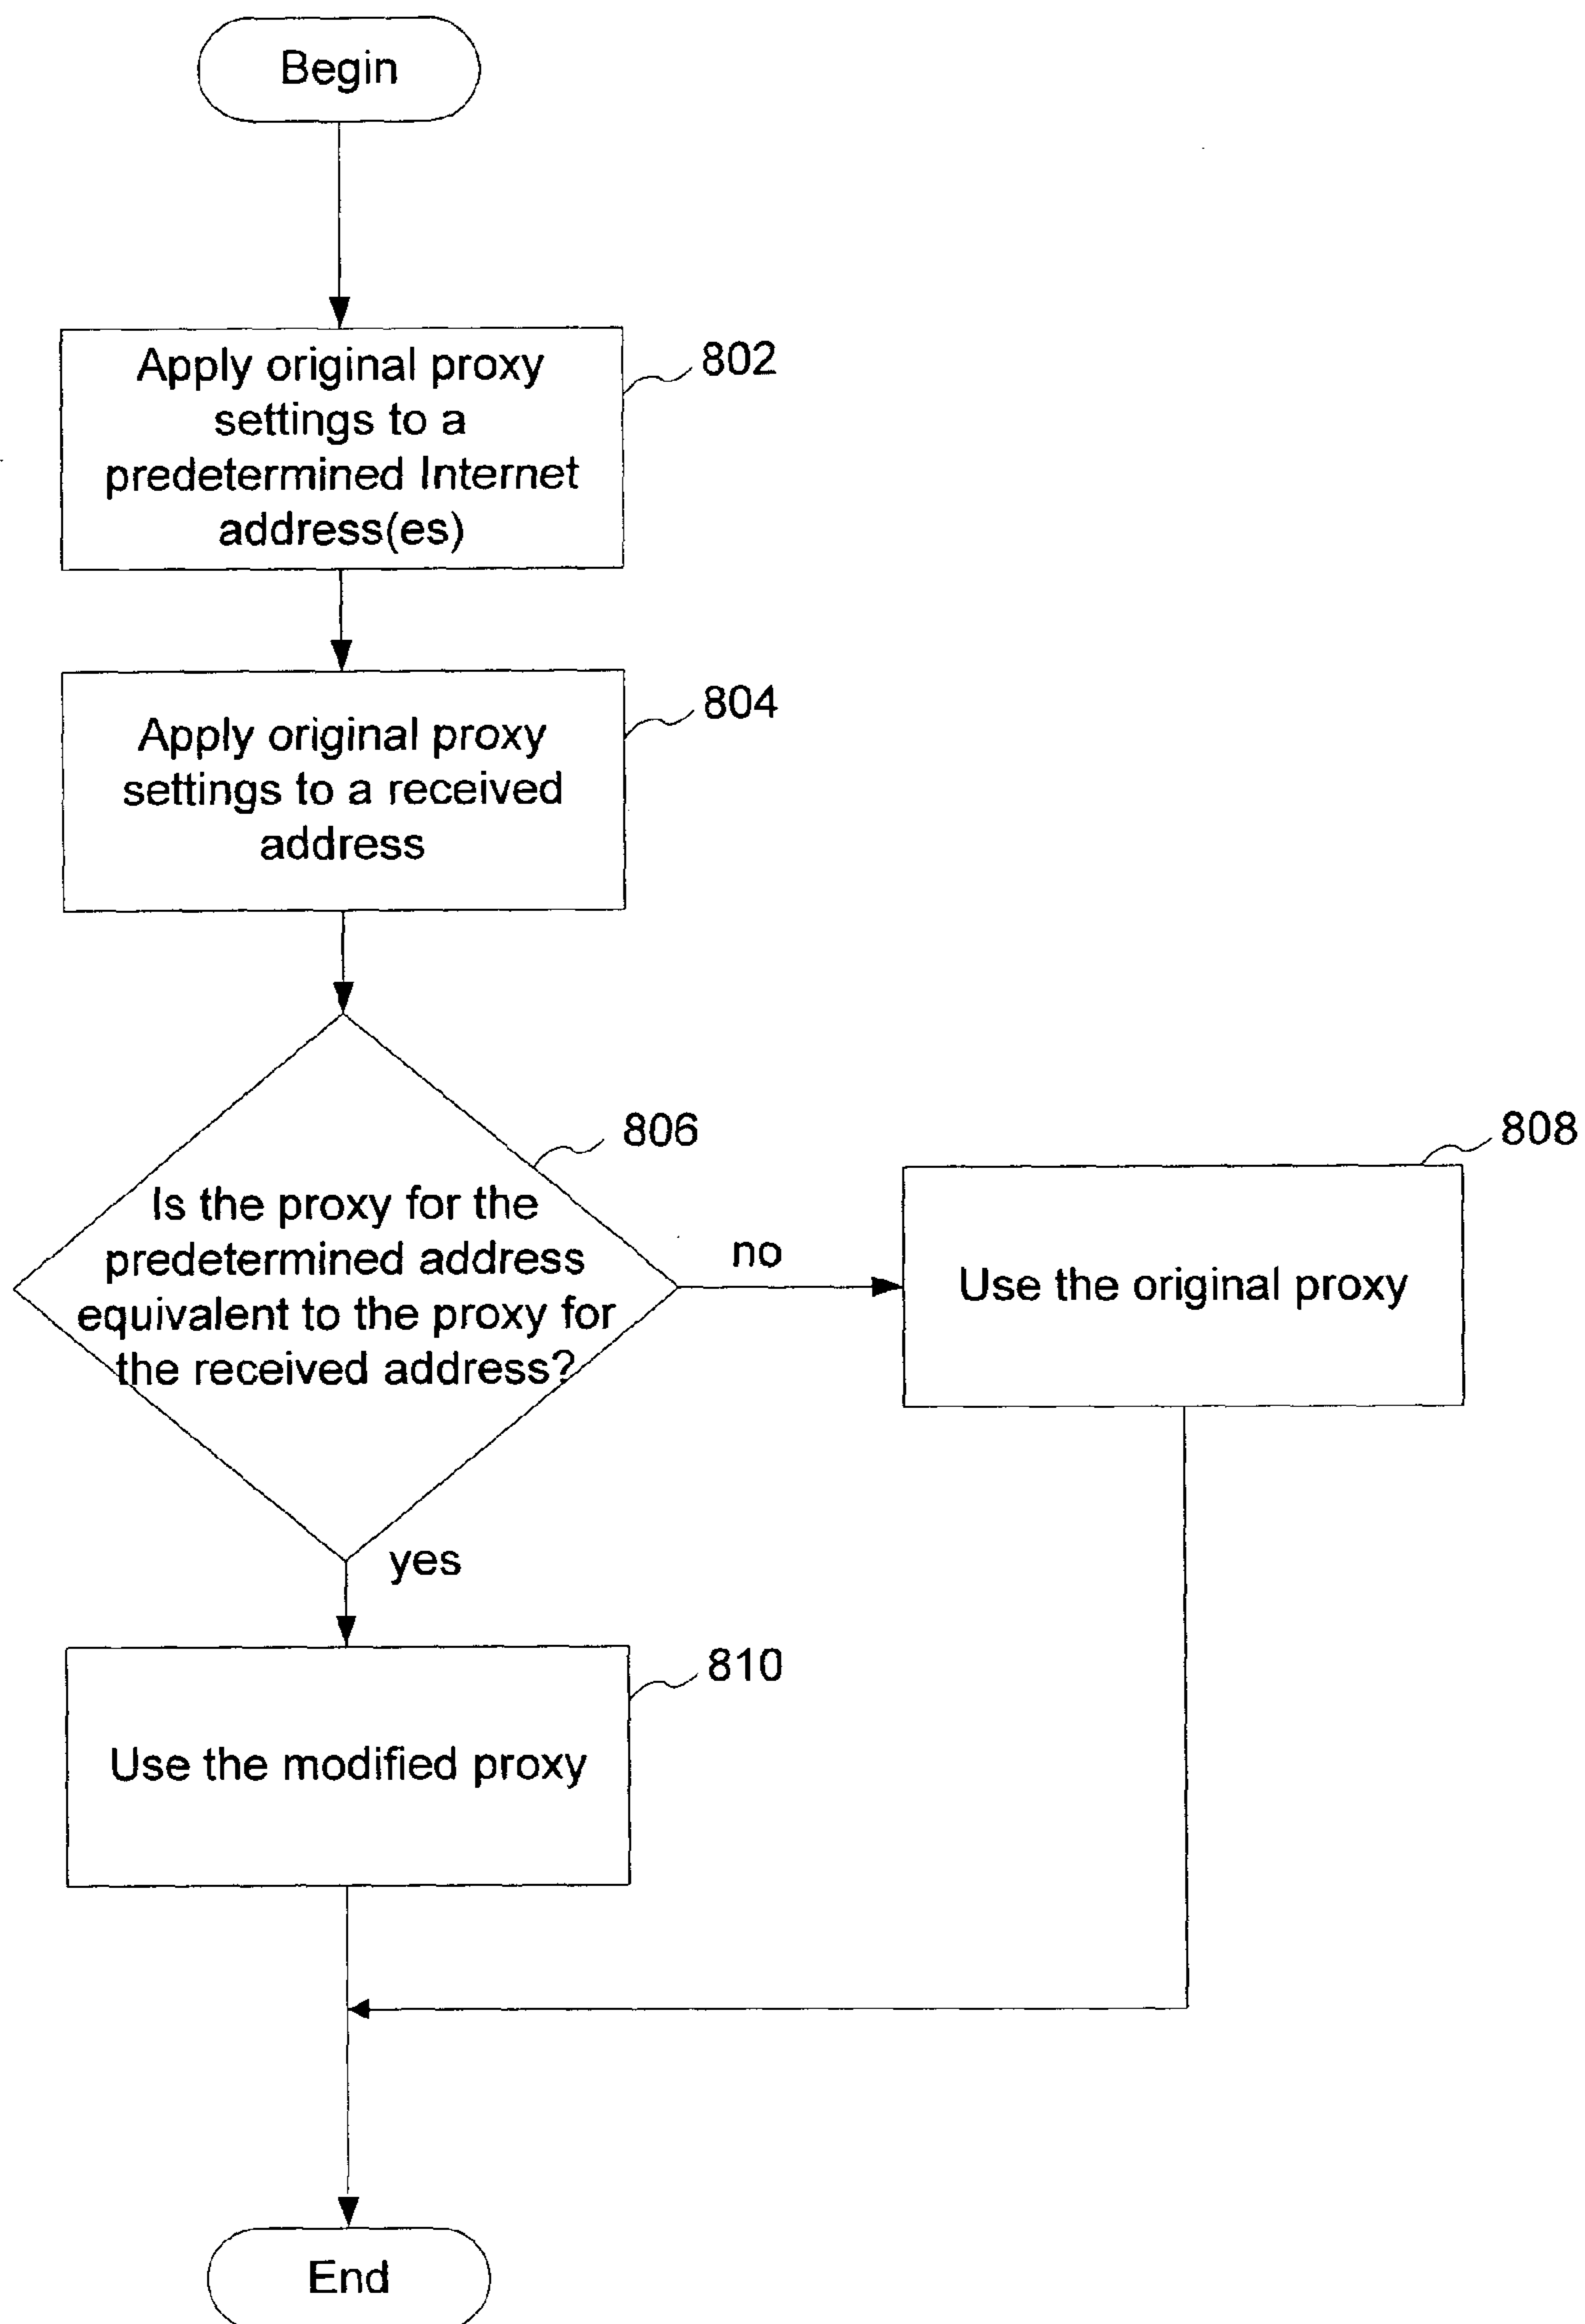 Begin
Apply original proxy
settings to a
predetermined Internet
address(es)
802
Apply original proxy
settings to a received
address
804
806
Is the proxy for the
predetermined address
equivalent to the proxy for
the received address?
no
808
Use the original proxy
yes
810
Use the modified proxy
End